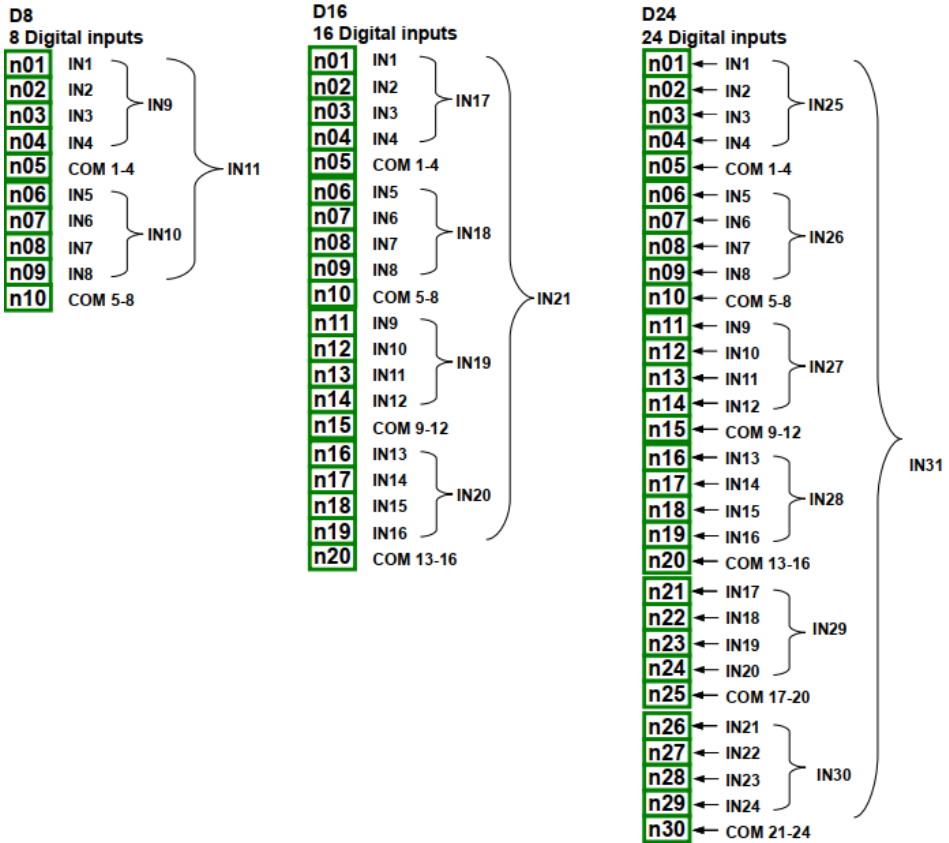 D8
8 Digital inputs
n01 IN1
n02 IN2
IN9
n03 IN3
n04 IN4
n05 COM 1-4
IN11
n06 IN5
n07 IN6
IN10
n08 IN7
n09 IN8
n10 COM 5-8
D16
16 Digital inputs
n01 IN1
n02 IN2
IN17
n03 IN3
n04 IN4
n05 COM 1-4
n06 IN5
n07 IN6
IN18
n08 IN7
n09 IN8
n10 COM 5-8
IN21
n11 IN9
n12 IN10
IN19
n13 IN11
n14 IN12
n15 COM 9-12
n16 IN13
n17 IN14
IN20
n18 IN15
n19 IN16
n20 COM 13-16
D24
24 Digital inputs
n01 IN1
n02 IN2
IN25
n03 IN3
n04 IN4
n05 COM 1-4
n06 IN5
n07 IN6
IN26
n08 IN7
n09 IN8
n10 COM 5-8
n11 IN9
n12 IN10
IN27
n13 IN11
n14 IN12
n15 COM 9-12
n16 IN13
IN31
n17 IN14
IN28
n18 IN15
n19 IN16
n20 COM 13-16
n21 IN17
n22 IN18
IN29
n23 IN19
n24 IN20
n25 COM 17-20
n26 IN21
n27 IN22
IN30
n28 IN23
n29 IN24
n30 COM 21-24